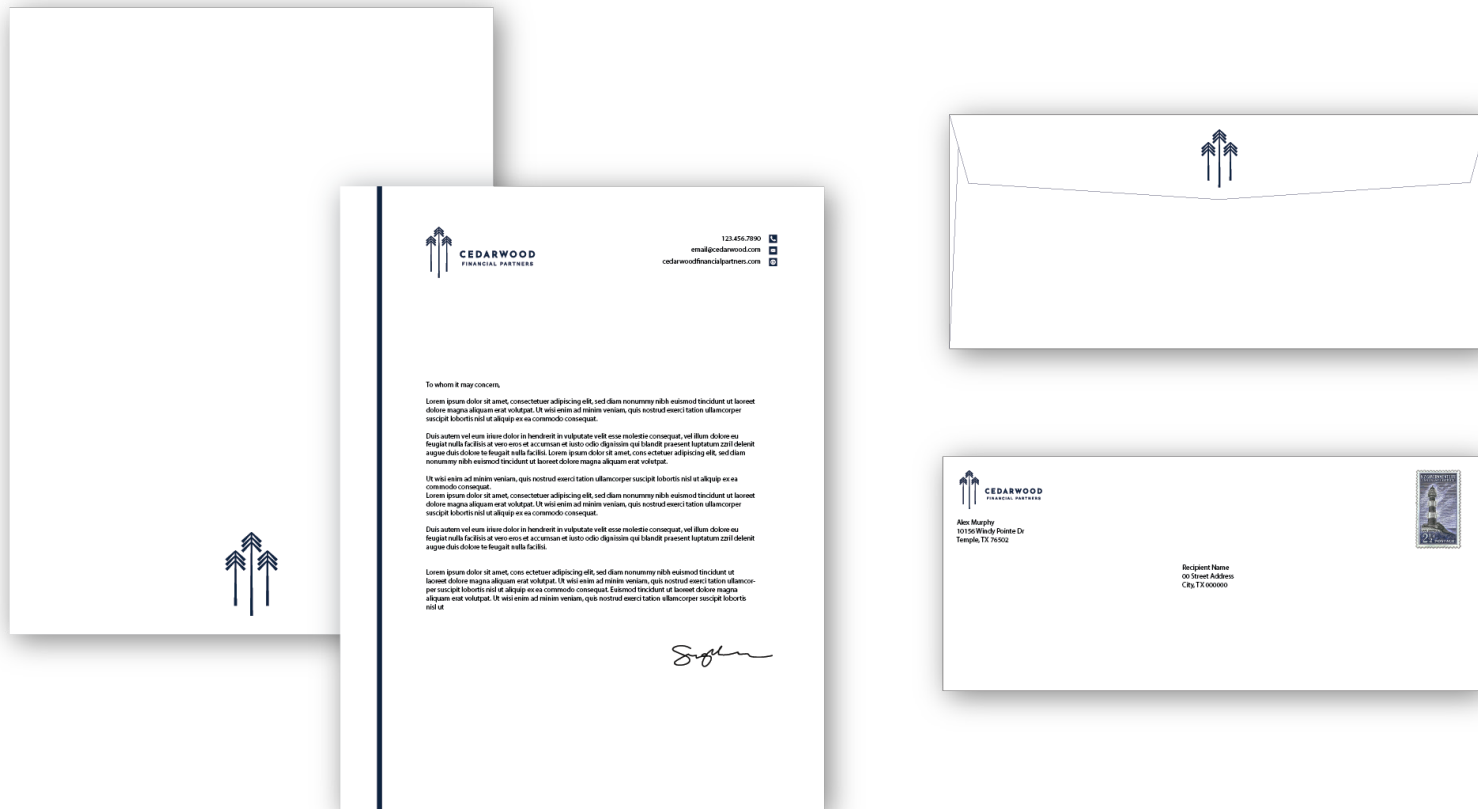 CEDARWOOD
FINANCIAL PARTNERS
123.456.7890
email@cedarwood.com
cedarwoodfinancialpartners.com
To whom it may concern,
Lorem ipsum dolor sit amet, consectetuer adipiscing elit, sed diam nonummy nibh euismod tincidunt ut laoreet
dolore magna aliquam erat volutpat. Ut wisi enim ad minim veniam, quis nostrud exerci tation ullamcorper
suscipit lobortis nisl ut aliquip ex ea commodo consequat.
Duis autem vel eum iriure dolor in hendrerit in vulputate velit esse molestie consequat, vel illum dolore eu
feugiat nulla facilisis at vero eros et accumsan et iusto odio dignissim qui blandit praesent luptatum zzril delenit
augue duis dolore te feugait nulla facilisi. Lorem ipsum dolor sit amet, cons ectetuer adipiscing elit, sed diam
nonummy nibh euismod tincidunt ut laoreet dolore magna aliquam erat volutpat.
Ut wisi enim ad minim veniam, quis nostrud exerci tation ullamcorper suscipit lobortis nisl ut aliquip ex ea
commodo consequat.
Lorem ipsum dolor sit amet, consectetuer adipiscing elit, sed diam nonummy nibh euismod tincidunt ut laoreet
dolore magna aliquam erat volutpat. Ut wisi enim ad minim veniam, quis nostrud exerci tation ullamcorper
suscipit lobortis nisl ut aliquip ex ea commodo consequat.
Duis autem vel eum iriure dolor in hendrerit in vulputate velit esse molestie consequat, vel illum dolore eu
feugiat nulla facilisis at vero eros et accumsan et iusto odio dignissim qui blandit praesent luptatum zzril delenit
augue duis dolore te feugait nulla facilisi.
Lorem ipsum dolor sit amet, cons ectetuer adipiscing elit, sed diam nonummy nibh euismod tincidunt ut
laoreet dolore magna aliquam erat volutpat. Ut wisi enim ad minim veniam, quis nostrud exerci tation ullamcor-
per suscipit lobortis nisl ut aliquip ex ea commodo consequat. Euismod tincidunt ut laoreet dolore magna
aliquam erat volutpat. Ut wisi enim ad minim veniam, quis nostrud exerci tation ullamcorper suscipit lobortis
nisl ut
CEDARWOOD
FINANCIAL PARTNERS
Alex Murphy
10156 Windy Pointe Dr
Temple, TX 76502
2½ POSTAGE
Recipient Name
00 Street Address
City, TX 000000